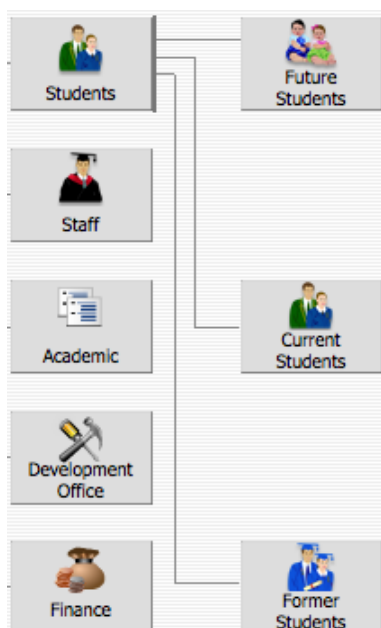 Students
Future
Students
Staff
Academic
Current
Students
Development
Office
Finance
Former
Students